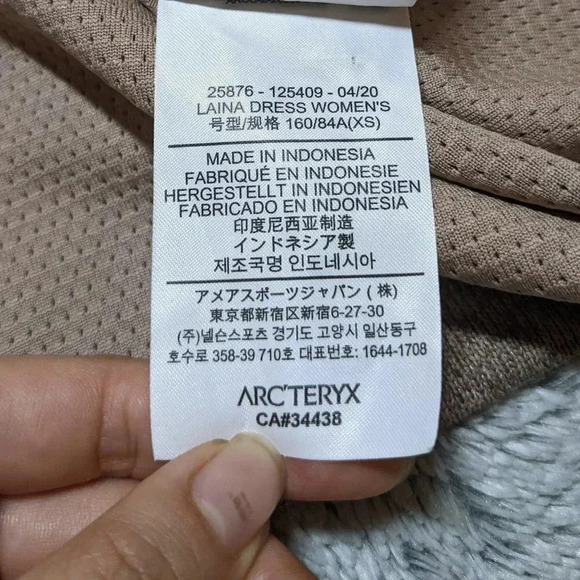 25876 - 125409 - 04/20
LAINA DRESS WOMEN'S
号型/规格 160/84A(XS)
MADE IN INDONESIA
FABRIQUÉ EN INDONESIE
HERGESTELLT IN INDONESIEN
FABRICADO EN INDONESIA
印度尼西亚制造
インドネシア製
제조국명 인도네시아
アメアスポーツジャパン (株)
東京都新宿区新宿6-27-30
(주)넬슨스포츠 경기도 고양시 일산동구
호수로 358-39 710호 대표번호: 1644-1708
ARC'TERYX
CA#34438